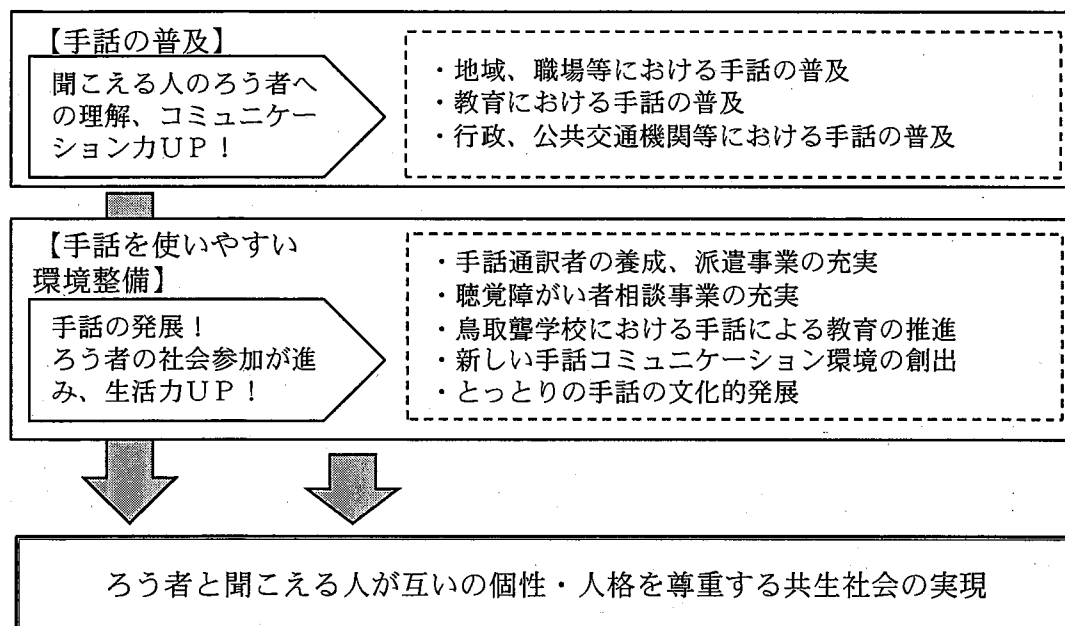 【手話の普及】
聞こえる人のろう者へ
の理解、コミュニケー
ション力UP！
・地域、職場等における手話の普及
・教育における手話の普及
・行政、公共交通機関等における手話の普及
【手話を使いやすい
環境整備】
手話の発展！
ろう者の社会参加が進
み、生活力UP！
・手話通訳者の養成、派遣事業の充実
・聴覚障がい者相談事業の充実
・鳥取聾学校における手話による教育の推進
・新しい手話コミュニケーション環境の創出
・とっとりの手話の文化的発展
ろう者と聞こえる人が互いの個性・人格を尊重する共生社会の実現